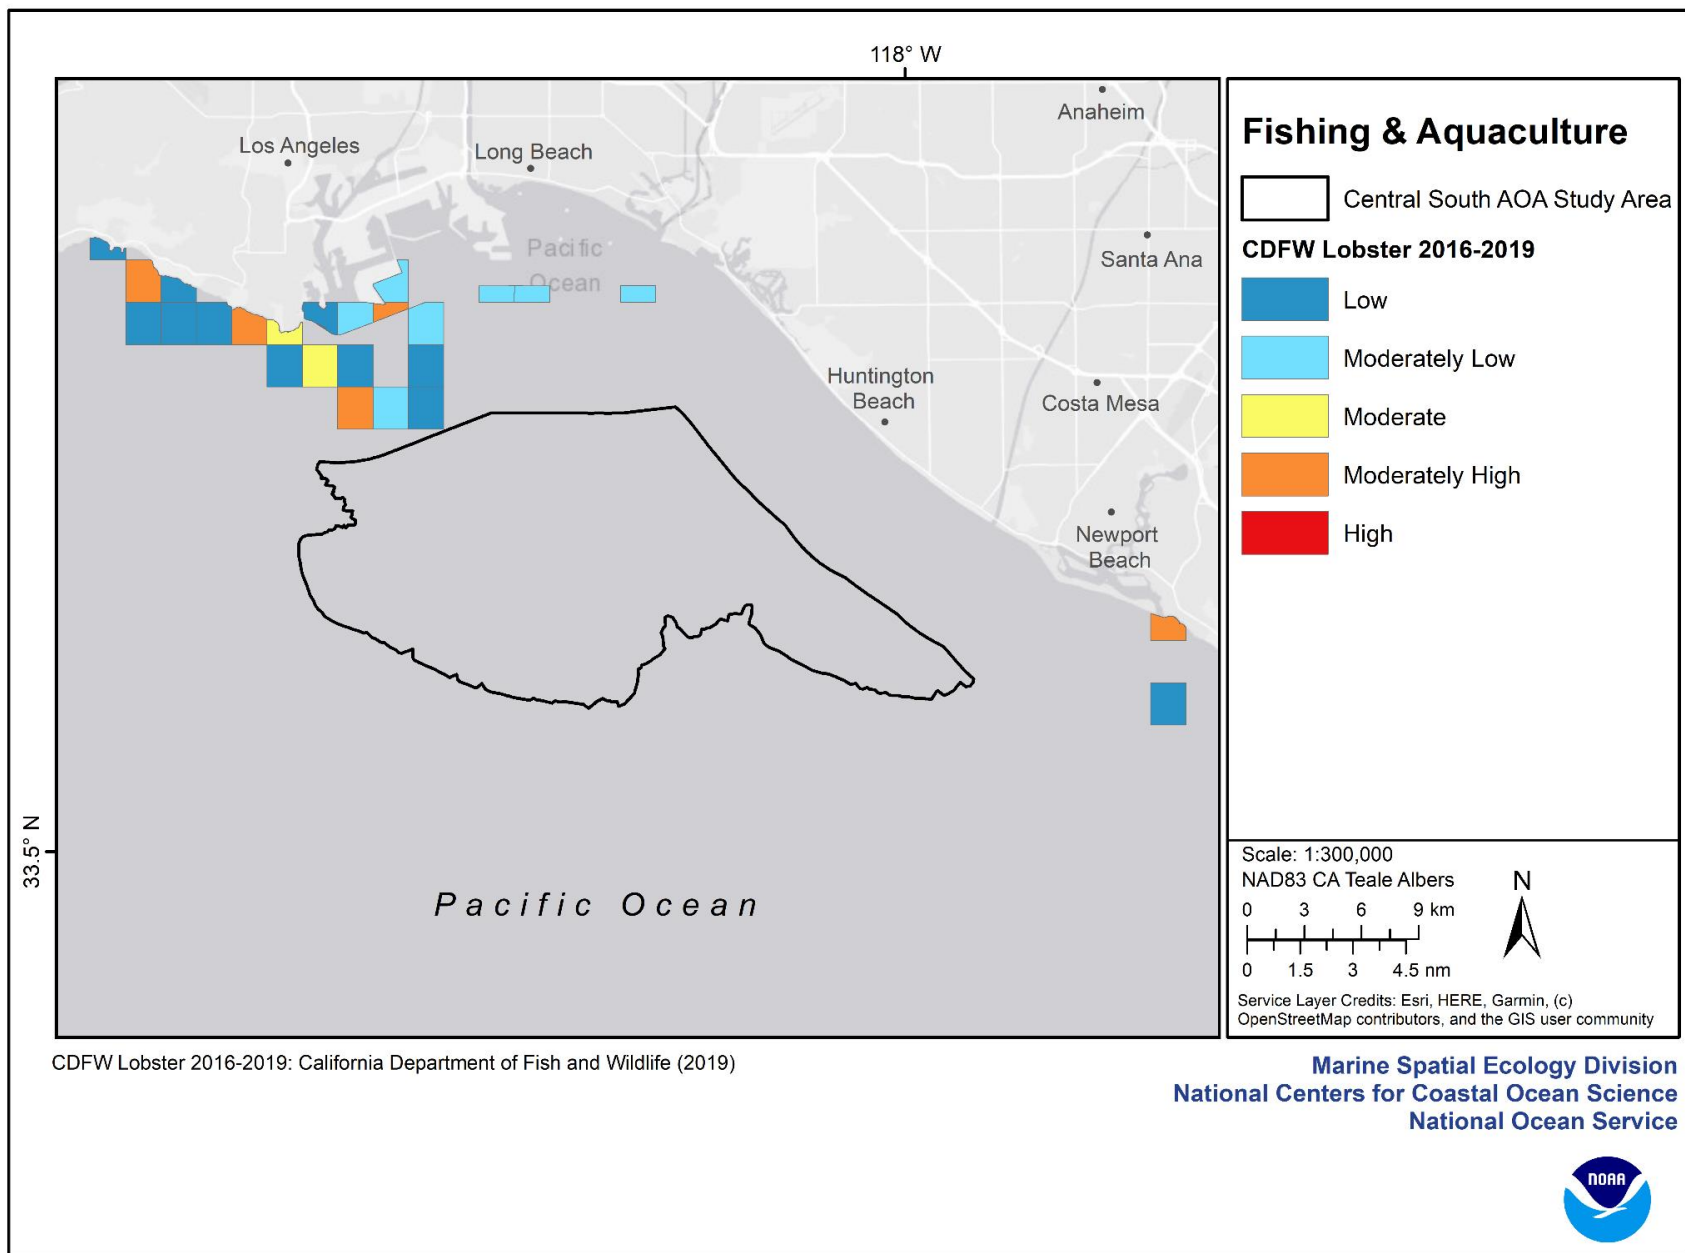 118° W
Anaheim
Los Angeles
Long Beach
Pacific
Ocean
Santa Ana
Huntington
Beach
Costa Mesa
Newport
Beach
33.5° N
Pacific Ocean
Fishing & Aquaculture
Central South AOA Study Area
CDFW Lobster 2016-2019
Low
Moderately Low
Moderate
Moderately High
High
Scale: 1:300,000
NAD83 CA Teale Albers
N
0 3 6 9 km
0 1.5 3 4.5 nm
Service Layer Credits: Esri, HERE, Garmin, (c)
OpenStreetMap contributors, and the GIS user community
CDFW Lobster 2016-2019: California Department of Fish and Wildlife (2019)
Marine Spatial Ecology Division
National Centers for Coastal Ocean Science
National Ocean Service
NOAA